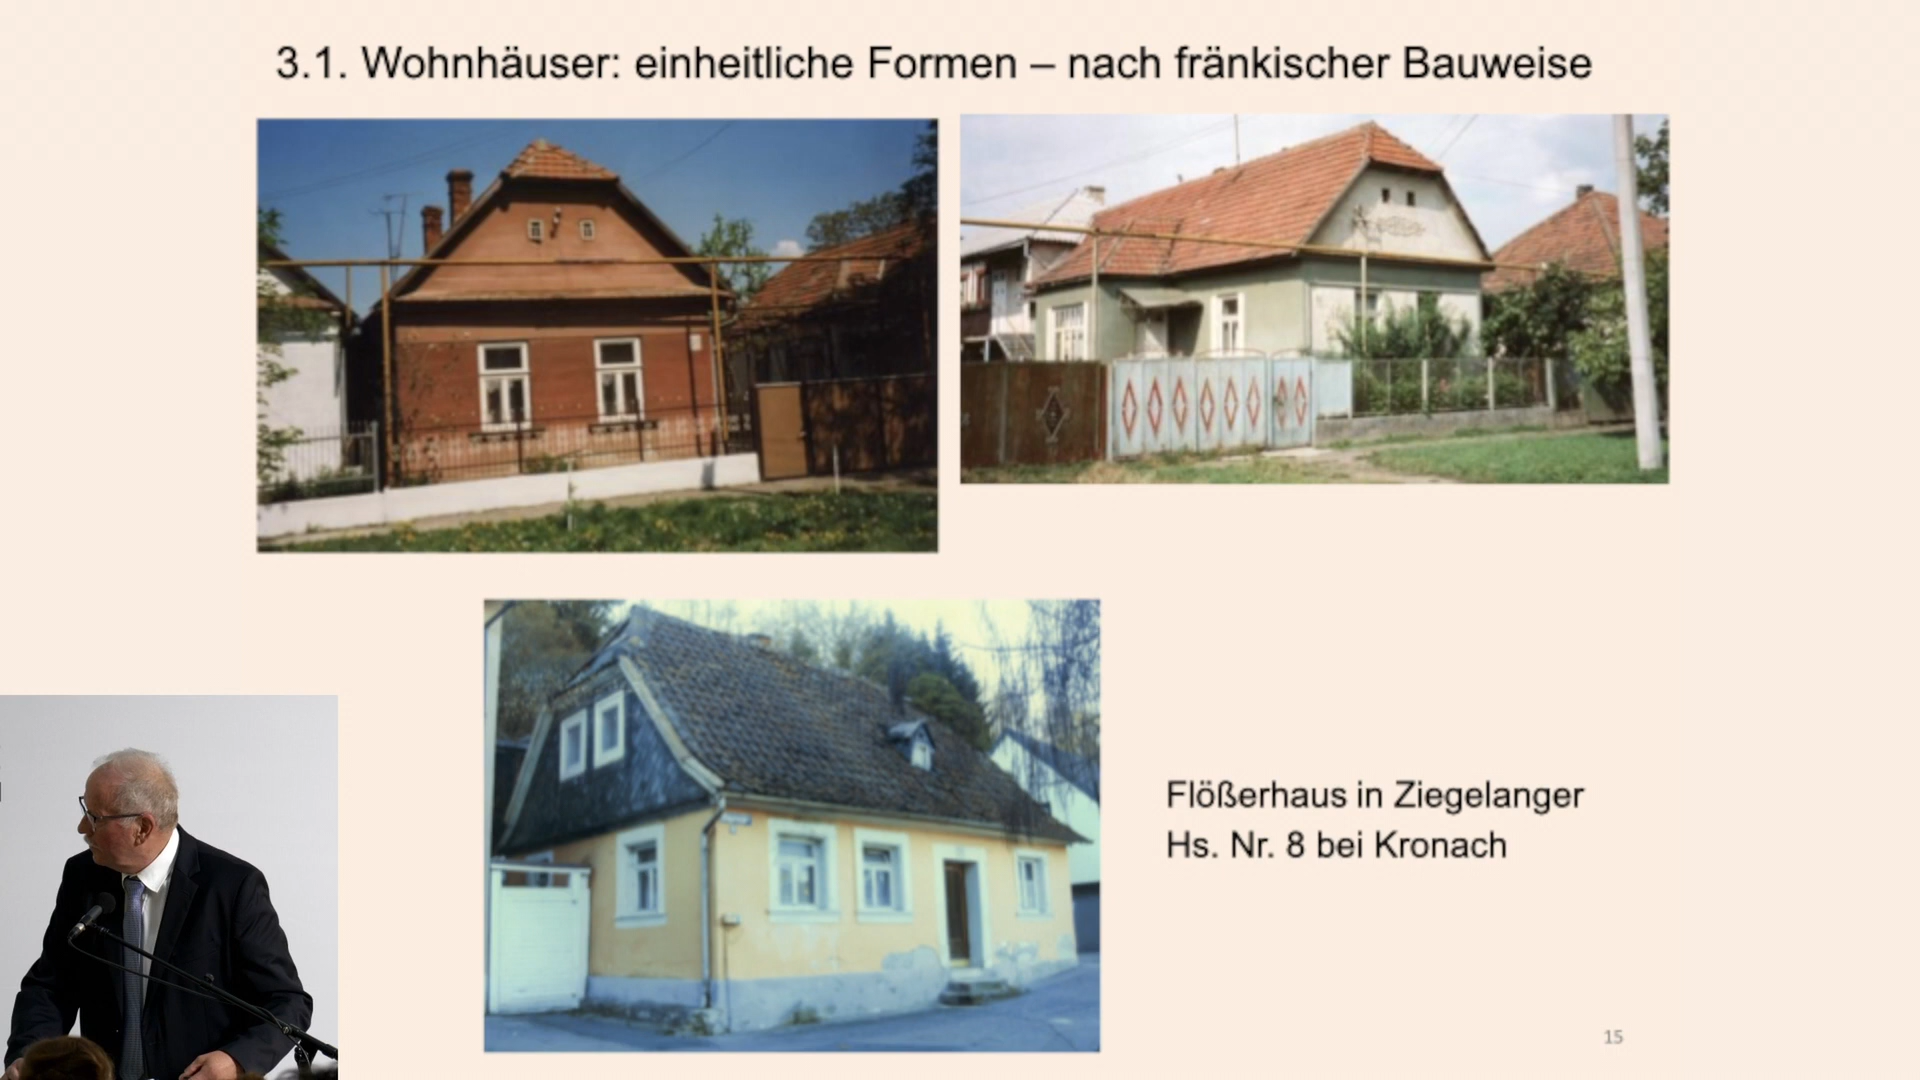 3.1. Wohnhäuser: einheitliche Formen – nach fränkischer Bauweise
Flößerhaus in Ziegelanger
Hs. Nr. 8 bei Kronach
15